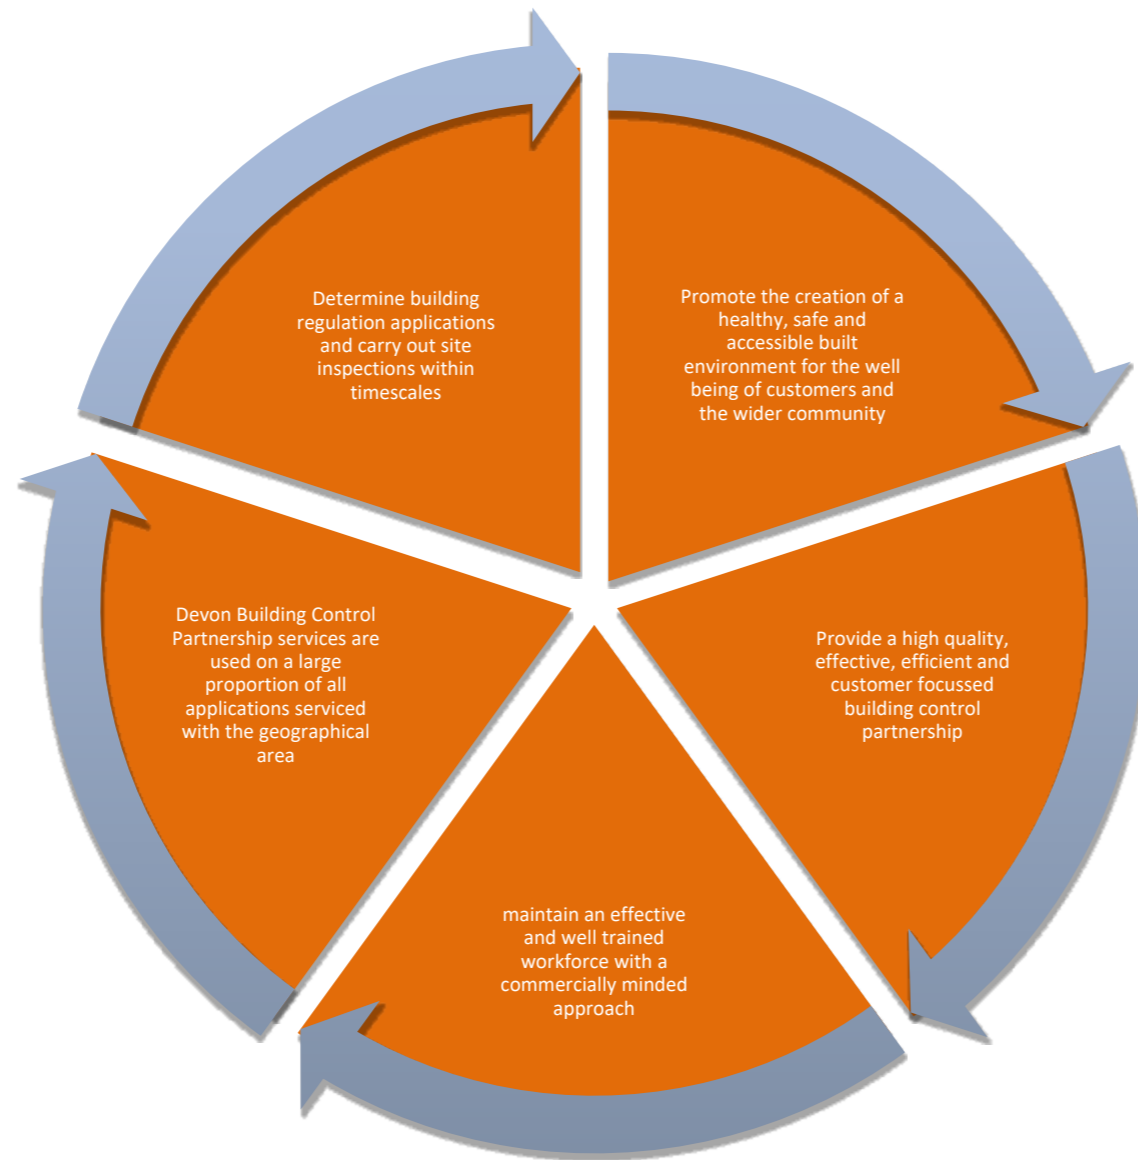 Determine building
regulation applications
and carry out site
inspections within
timescales
Promote the creation of a
healthy, safe and
accessible built
environment for the well
being of customers and
the wider community
Devon Building Control
Partnership services are
used on a large
proportion of all
applications serviced
with the geographical
area
Provide a high quality,
effective, efficient and
customer focussed
building control
partnership
maintain an effective
and well trained
workforce with a
commercially minded
approach